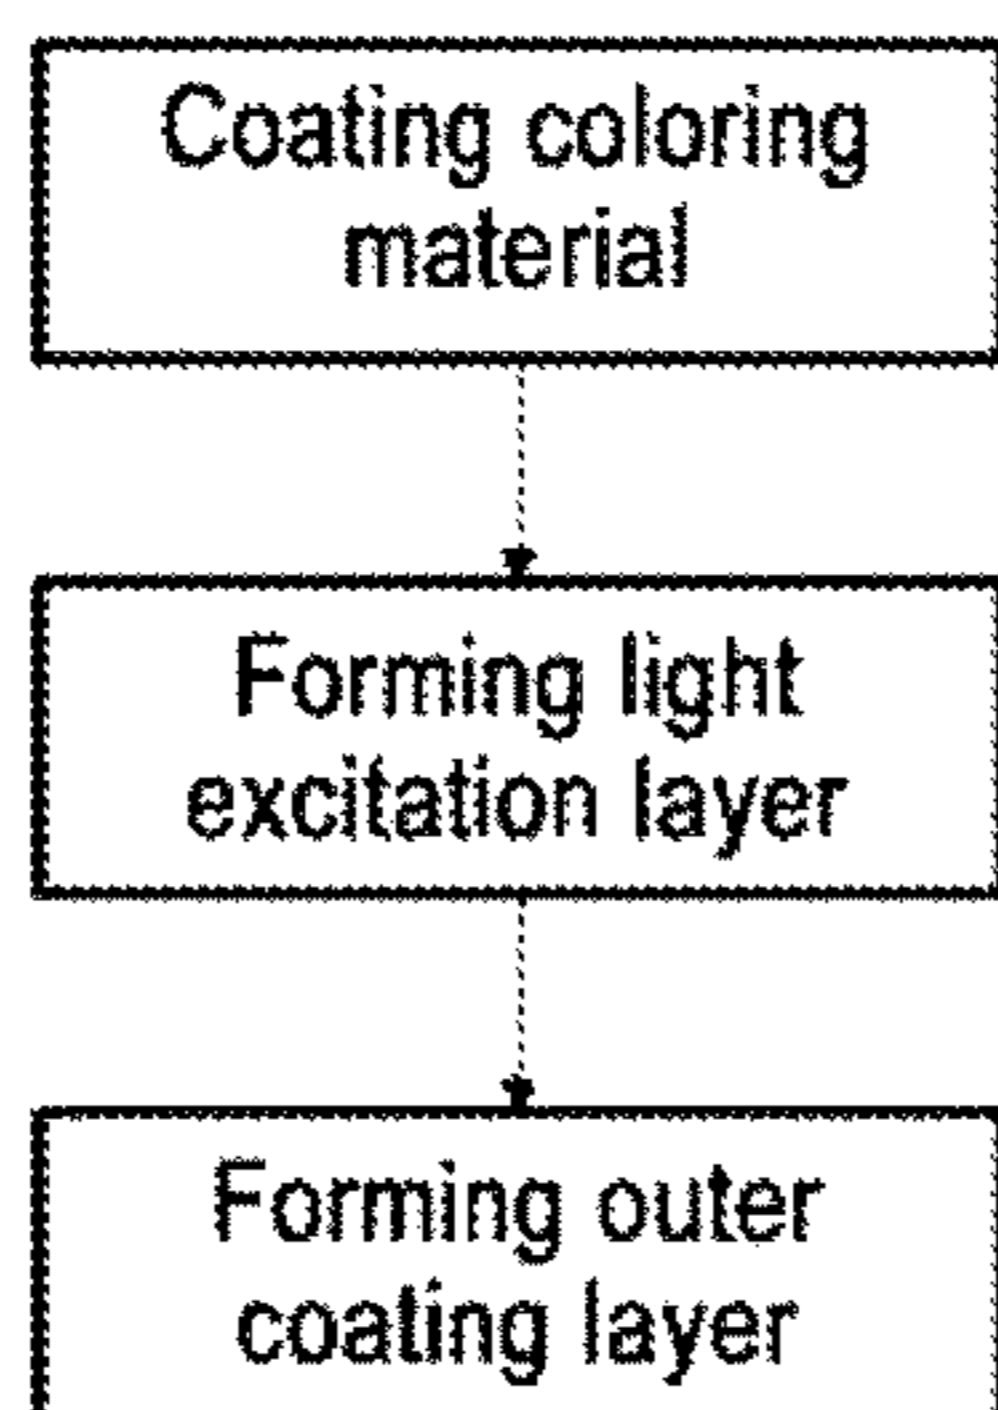 Coating coloring
material
Forming light
excitation layer
Forming outer
coating layer